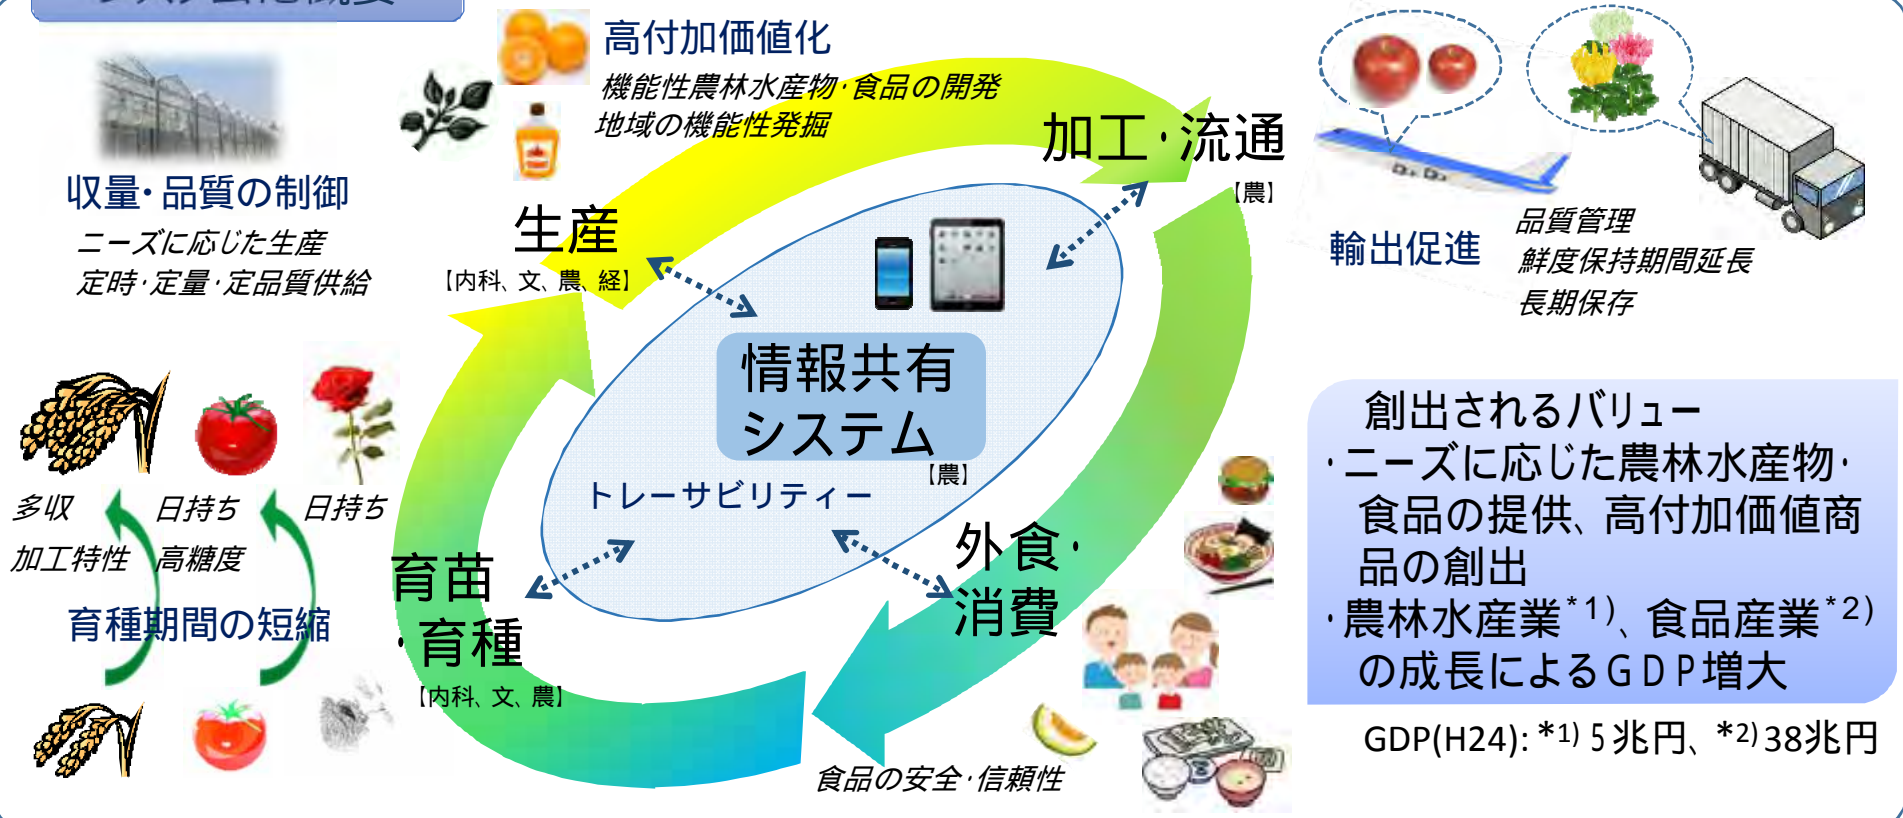 高付加価値化
機能性農林水産物・食品の開発
地域の機能性発掘
収量・品質の制御
ニーズに応じた生産
定時・定量・定品質供給
生産
【内科、文、農、経】
加工・流通
【農】
輸出促進
品質管理
鮮度保持期間延長
長期保存
情報共有
システム
【農】
トレーサビリティー
多収
日持ち
日持ち
加工特性
高糖度
育種期間の短縮
育苗
・育種
【内科、文、農】
外食・
消費
食品の安全・信頼性
創出されるバリュー
・ニーズに応じた農林水産物・
食品の提供、高付加価値商
品の創出
・農林水産業*1)、食品産業*2)
の成長によるGDP増大
GDP(H24): *1) 5兆円、*2) 38兆円